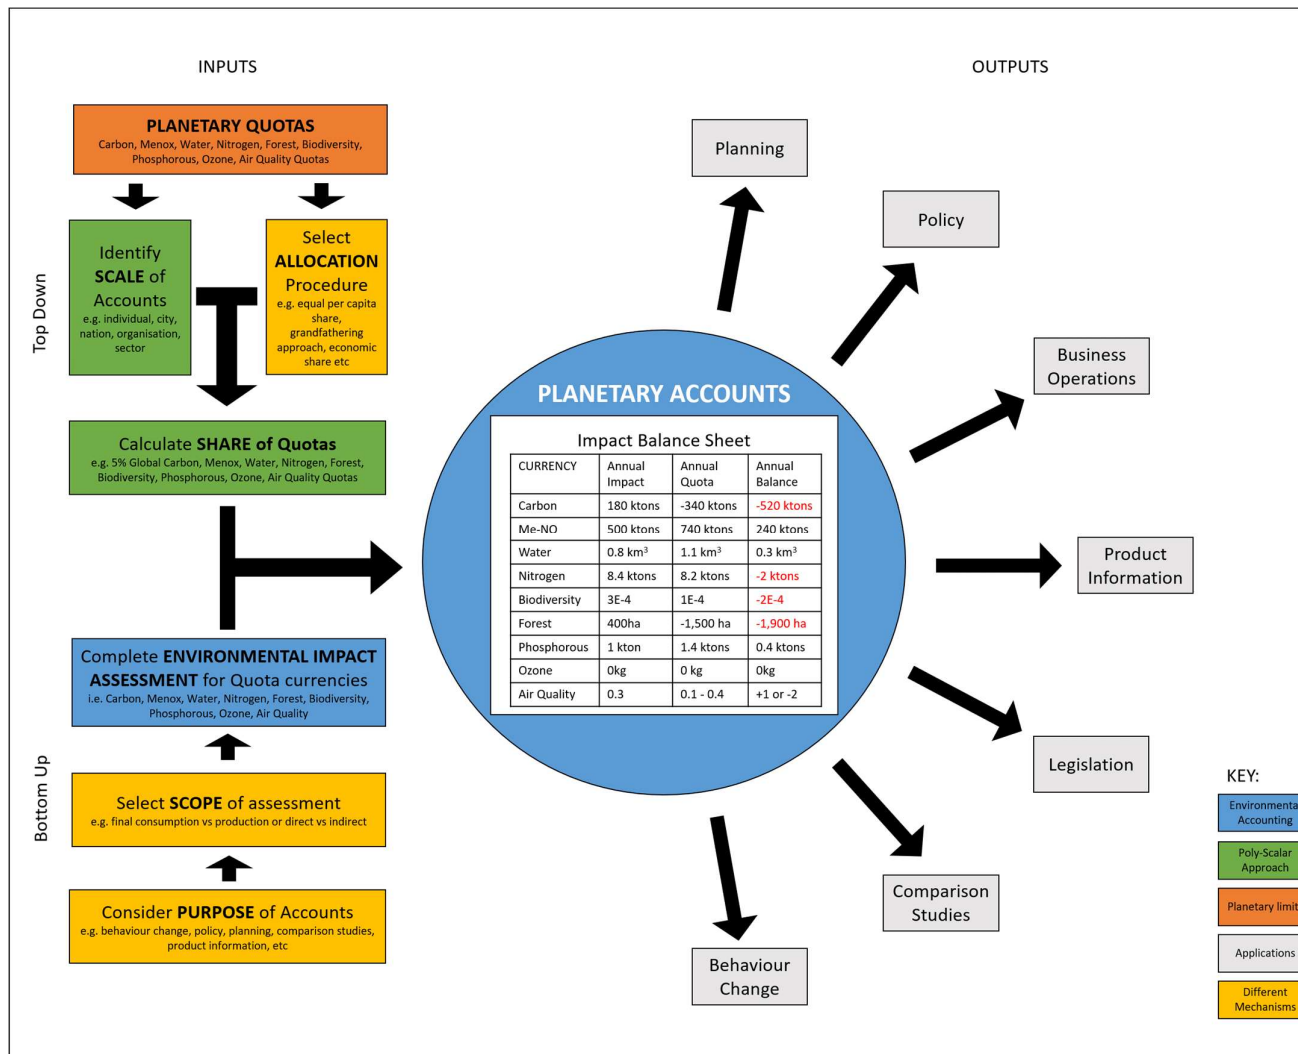 INPUTS
OUTPUTS
PLANETARY QUOTAS
Carbon, Menox, Water, Nitrogen, Forest, Biodiversity,
Phosphorous, Ozone, Air Quality Quotas
Top Down
Identify
SCALE of
Accounts
e.g. individual, city,
nation, organisation,
sector
Select
ALLOCATION
Procedure
e.g. equal per capita
share,
grandfathering
approach, economic
share etc
Calculate SHARE of Quotas
e.g. 5% Global Carbon, Menox, Water, Nitrogen, Forest,
Biodiversity, Phosphorous, Ozone, Air Quality Quotas
Bottom Up
Complete ENVIRONMENTAL IMPACT
ASSESSMENT for Quota currencies
i.e. Carbon, Menox, Water, Nitrogen, Forest, Biodiversity,
Phosphorous, Ozone, Air Quality
Select SCOPE of assessment
e.g. final consumption vs production or direct vs indirect
Consider PURPOSE of Accounts
e.g. behaviour change, policy, planning, comparison studies,
product information, etc
PLANETARY ACCOUNTS
Impact Balance Sheet
CURRENCY Annual Impact Annual Quota Annual Balance
Carbon 180 ktons -340 ktons -520 ktons
Me-NO 500 ktons 740 ktons 240 ktons
Water 0.8 km³ 1.1 km³ 0.3 km³
Nitrogen 8.4 ktons 8.2 ktons -2 ktons
Biodiversity 3E-4 1E-4 -2E-4
Forest 400ha -1,500 ha -1,900 ha
Phosphorous 1 kton 1.4 ktons 0.4 ktons
Ozone 0kg 0 kg 0kg
Air Quality 0.3 0.1 - 0.4 +1 or -2
Planning
Policy
Business
Operations
Product
Information
Legislation
Comparison
Studies
Behaviour
Change
KEY:
Environmenta
Accounting
Poly-Scalar
Approach
Planetary limit
Applications
Different
Mechanisms